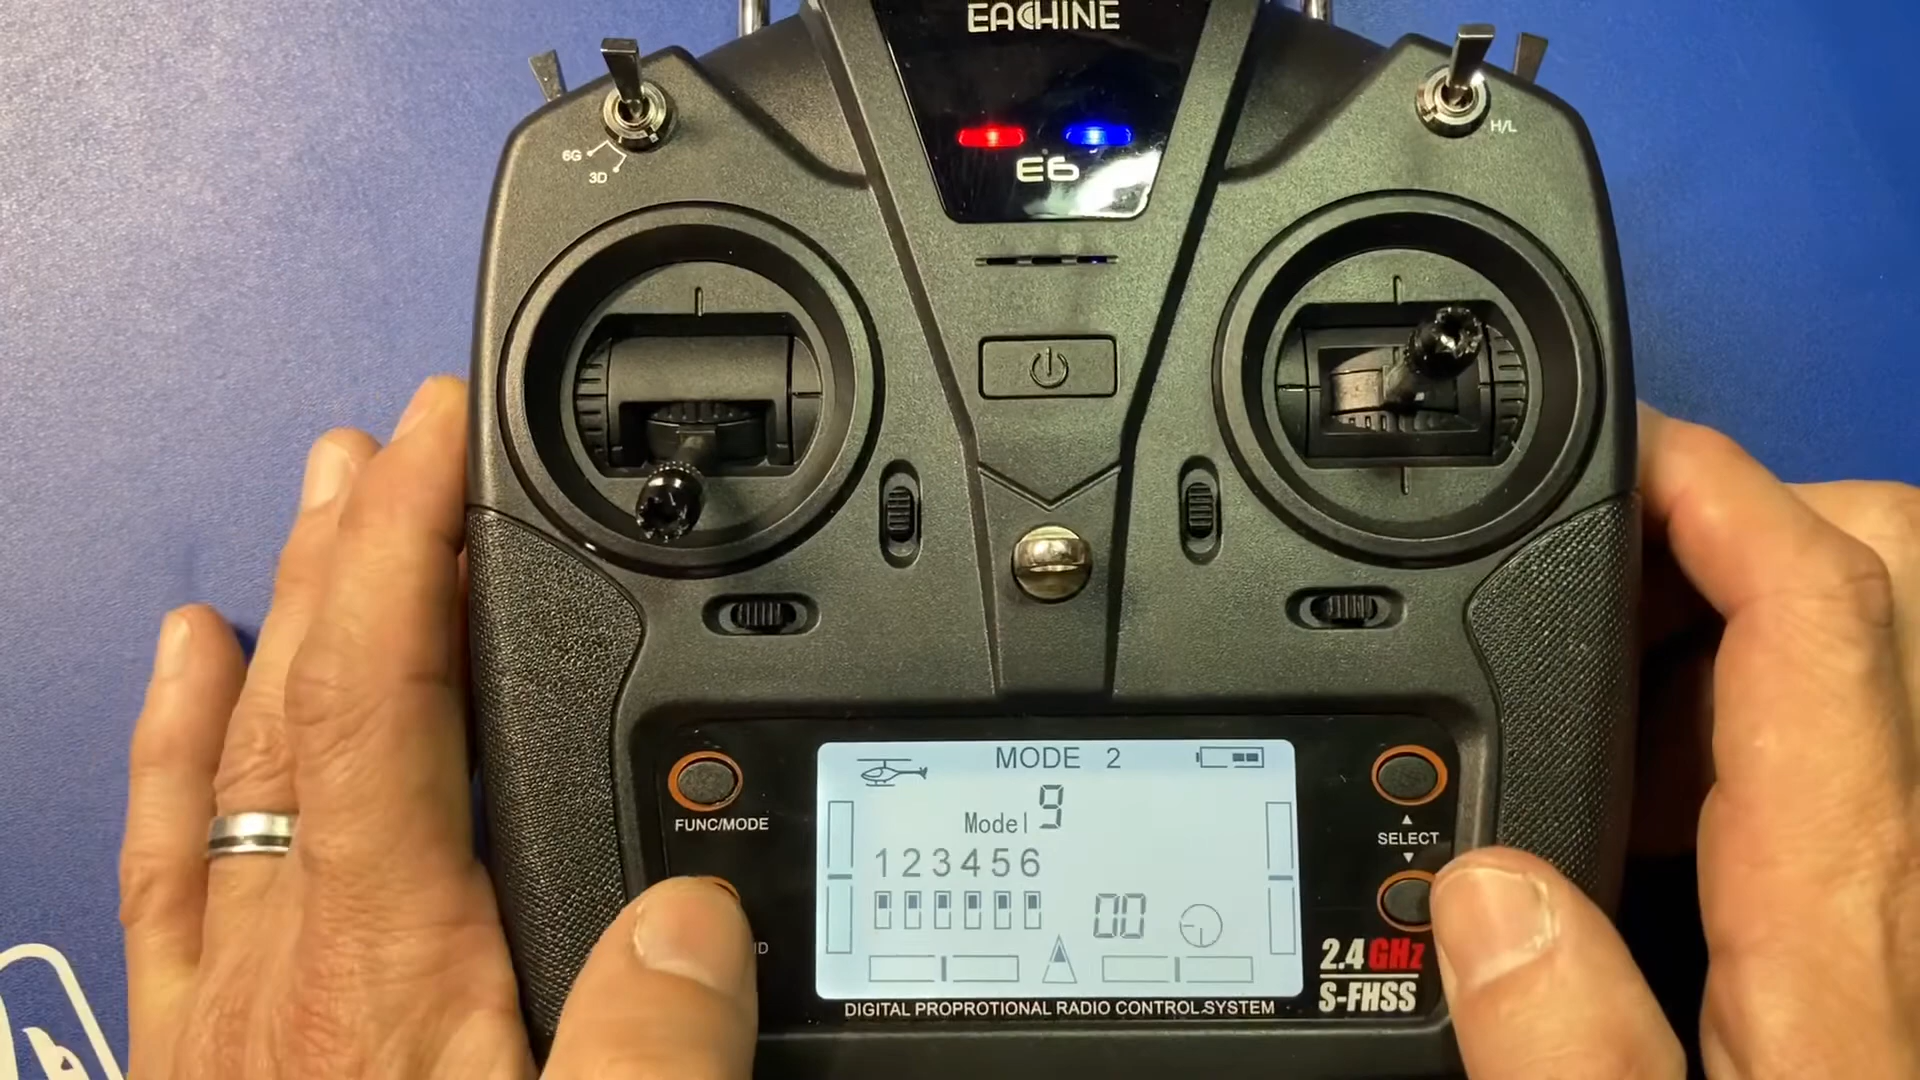 EACHINE
E6
H/L
6G
3D
MODE 2
Model 9
FUNC/MODE
123456
SELECT
00
2.4GHz
S-FHSS
DIGITAL PROPROTIONAL RADIO CONTROL SYSTEM